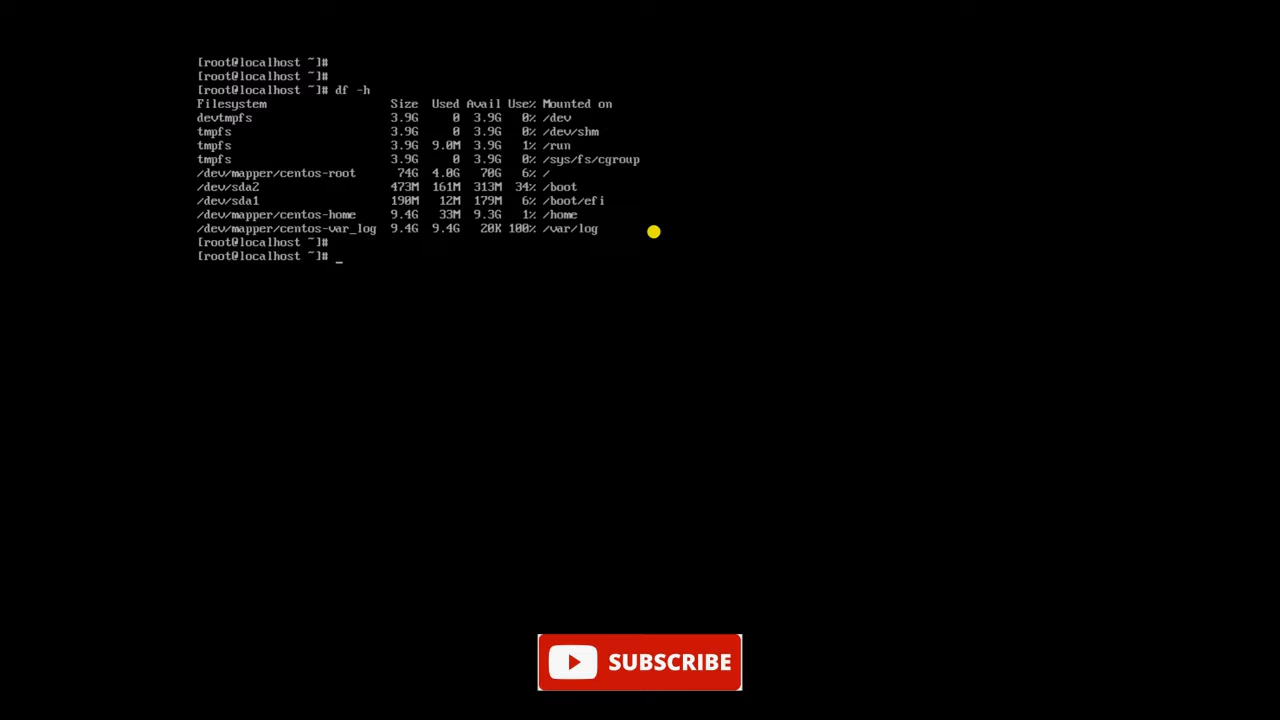 [root@localhost ~]#
[root@localhost ~]#
[root@localhost ~]# df -h
Filesystem                  Size  Used Avail Use% Mounted on
devtmpfs                    3.9G     0  3.9G   0% /dev
tmpfs                       3.9G     0  3.9G   0% /dev/shm
tmpfs                       3.9G  9.0M  3.9G   1% /run
tmpfs                       3.9G     0  3.9G   0% /sys/fs/cgroup
/dev/mapper/centos-root      74G  4.0G   70G   6% /
/dev/sda2                   473M  161M  313M  34% /boot
/dev/sda1                   190M   12M  179M   6% /boot/efi
/dev/mapper/centos-home     9.4G   33M  9.3G   1% /home
/dev/mapper/centos-var_log  9.4G  9.4G   20K 100% /var/log
[root@localhost ~]#
[root@localhost ~]# _
SUBSCRIBE